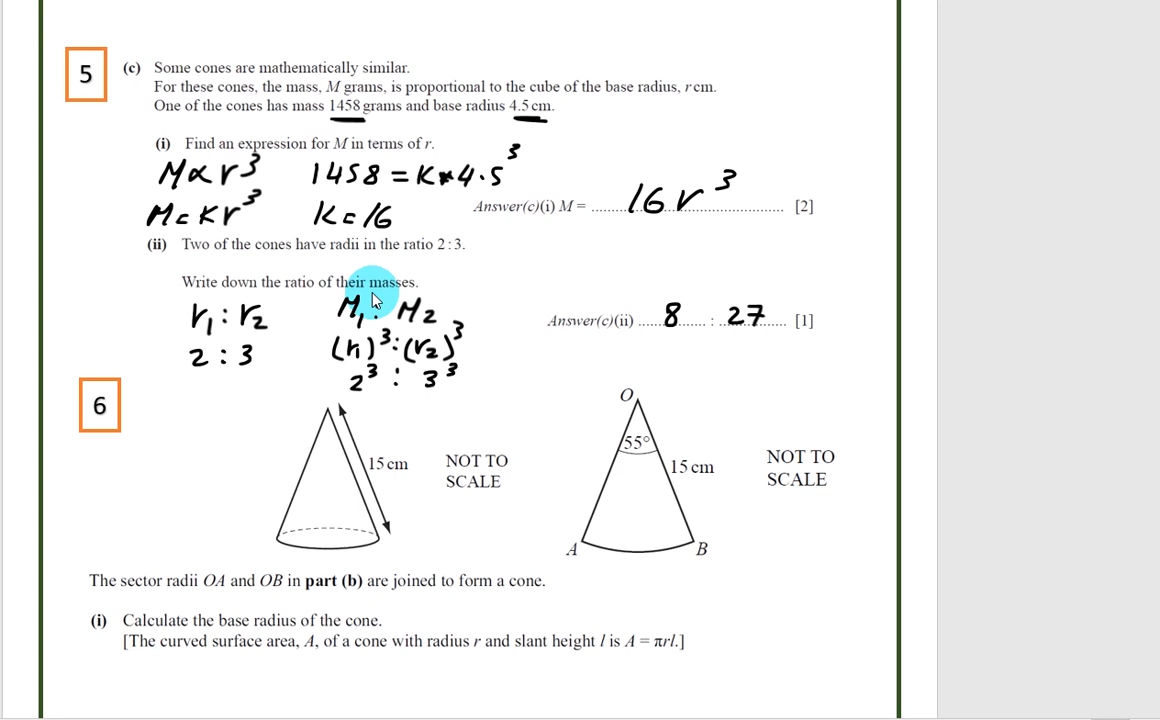 5
(c) Some cones are mathematically similar.
For these cones, the mass, M grams, is proportional to the cube of the base radius, r cm.
One of the cones has mass 1458 grams and base radius 4.5 cm.
(i) Find an expression for M in terms of r.
M∝r³ 1458 = K*4.5³
M=Kr³ K=16
Answer(c)(i) M = 16r³ [2]
(ii) Two of the cones have radii in the ratio 2:3.
Write down the ratio of their masses.
r₁ : r₂ M₁ : M₂
Answer(c)(ii) 8 : 27 [1]
2 : 3 (r₁)³:(r₂)³
2³ : 3³
6
15 cm NOT TO SCALE
O
55°
15 cm NOT TO SCALE
A B
The sector radii OA and OB in part (b) are joined to form a cone.
(i) Calculate the base radius of the cone.
[The curved surface area, A, of a cone with radius r and slant height l is A = πrl.]